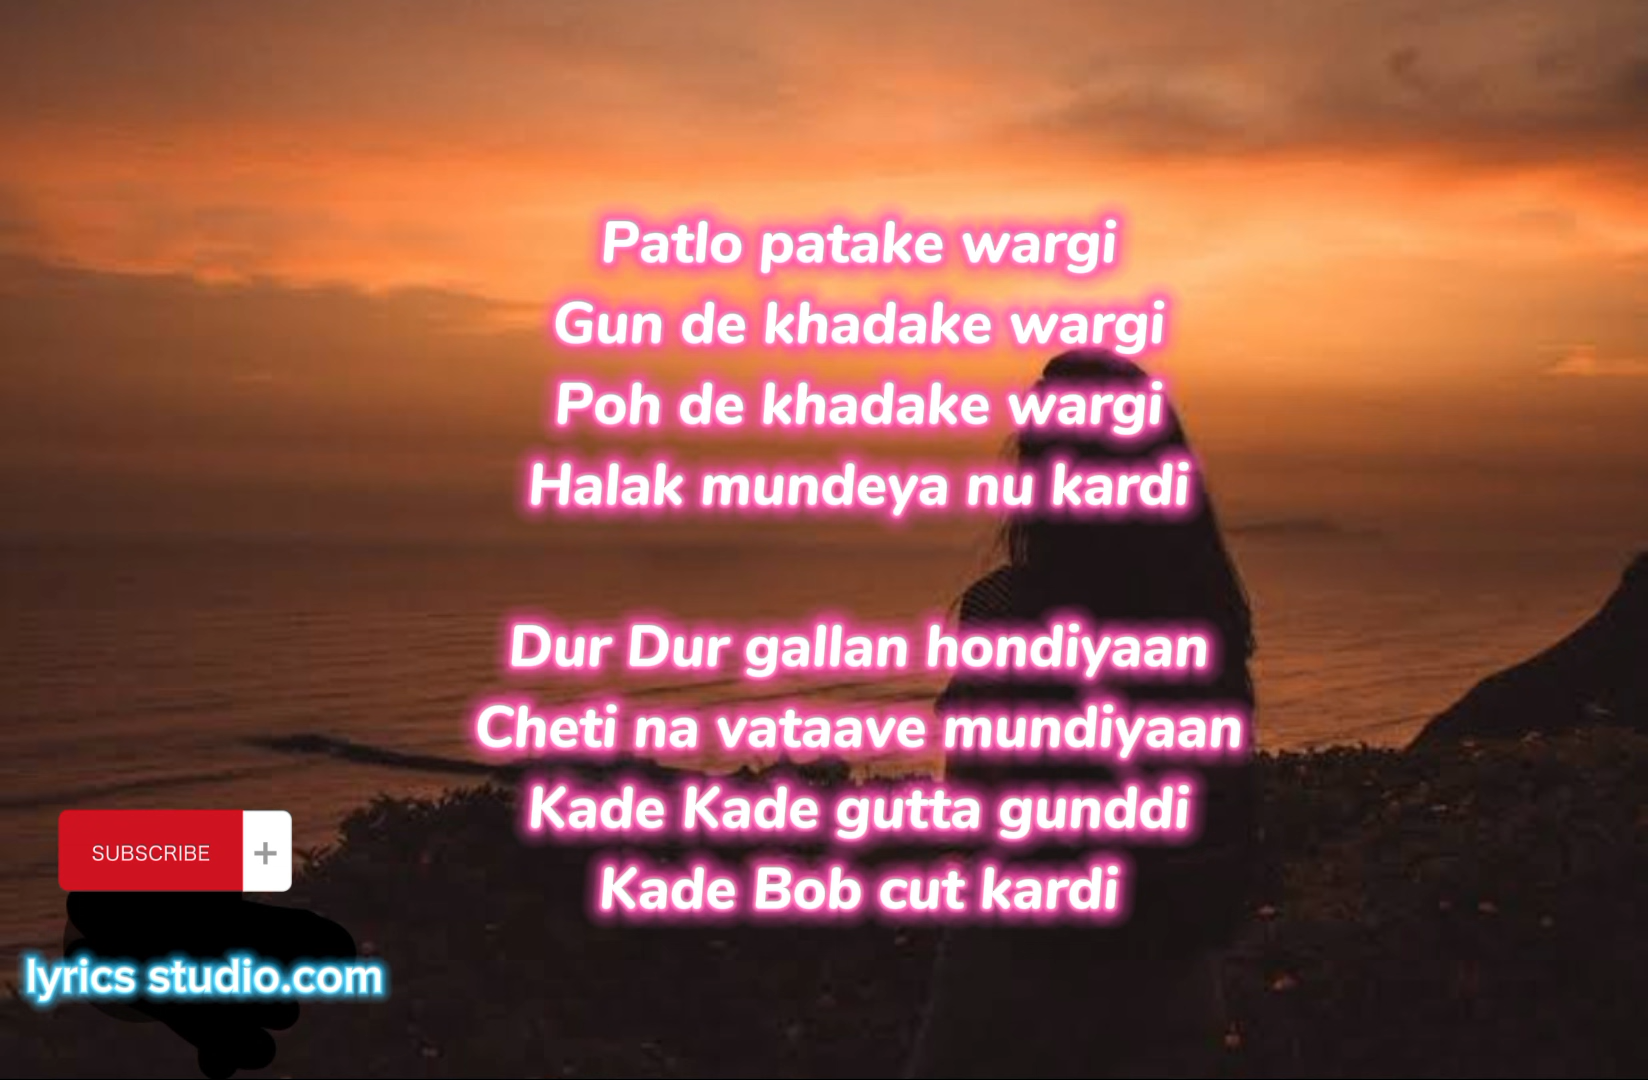 Patlo patake wargi
Gun de khadake wargi
Poh de khadake wargi
Halak mundeya nu kardi
Dur Dur gallan hondiyaan
Cheti na vataave mundiyaan
Kade Kade gutta gunddi
Kade Bob cut kardi
SUBSCRIBE +
lyrics studio.com